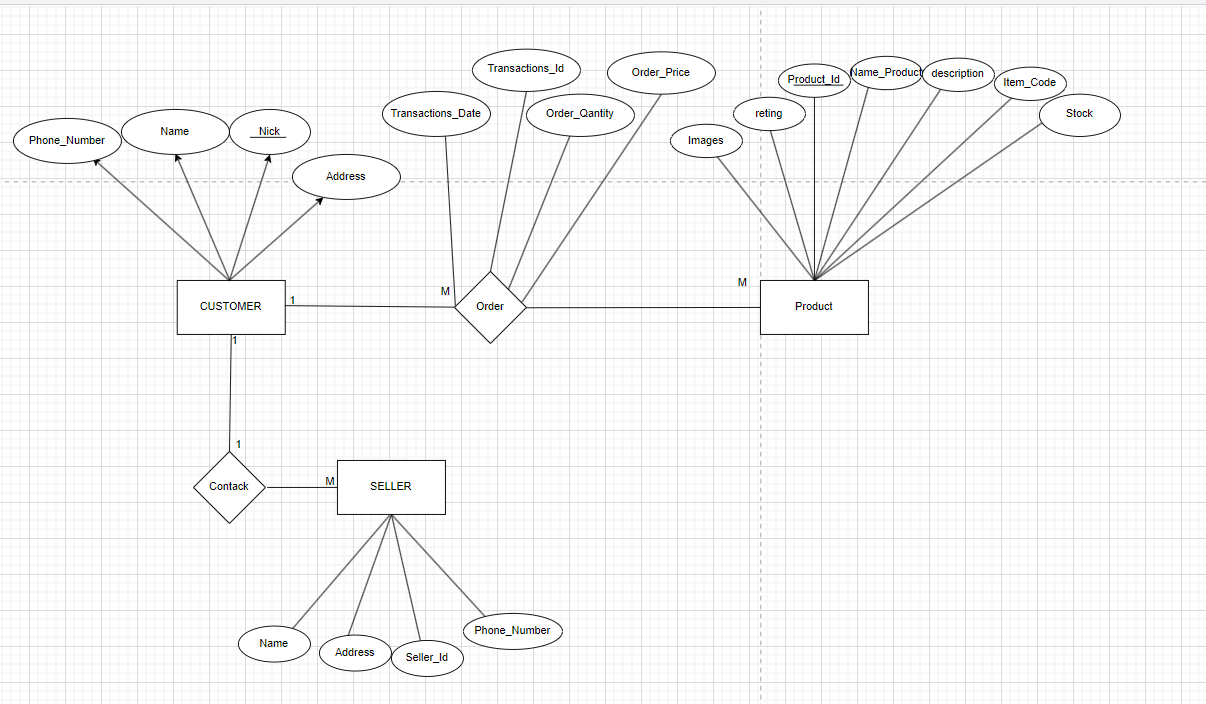 Transactions_Id
Order_Price
Product_Id
Name_Product
description
Item_Code
Transactions_Date
Order_Qantity
reting
Stock
Phone_Number
Name
Nick
Images
Address
CUSTOMER
1
M
Order
M
Product
1
1
Contack
M
SELLER
Name
Address
Seller_Id
Phone_Number